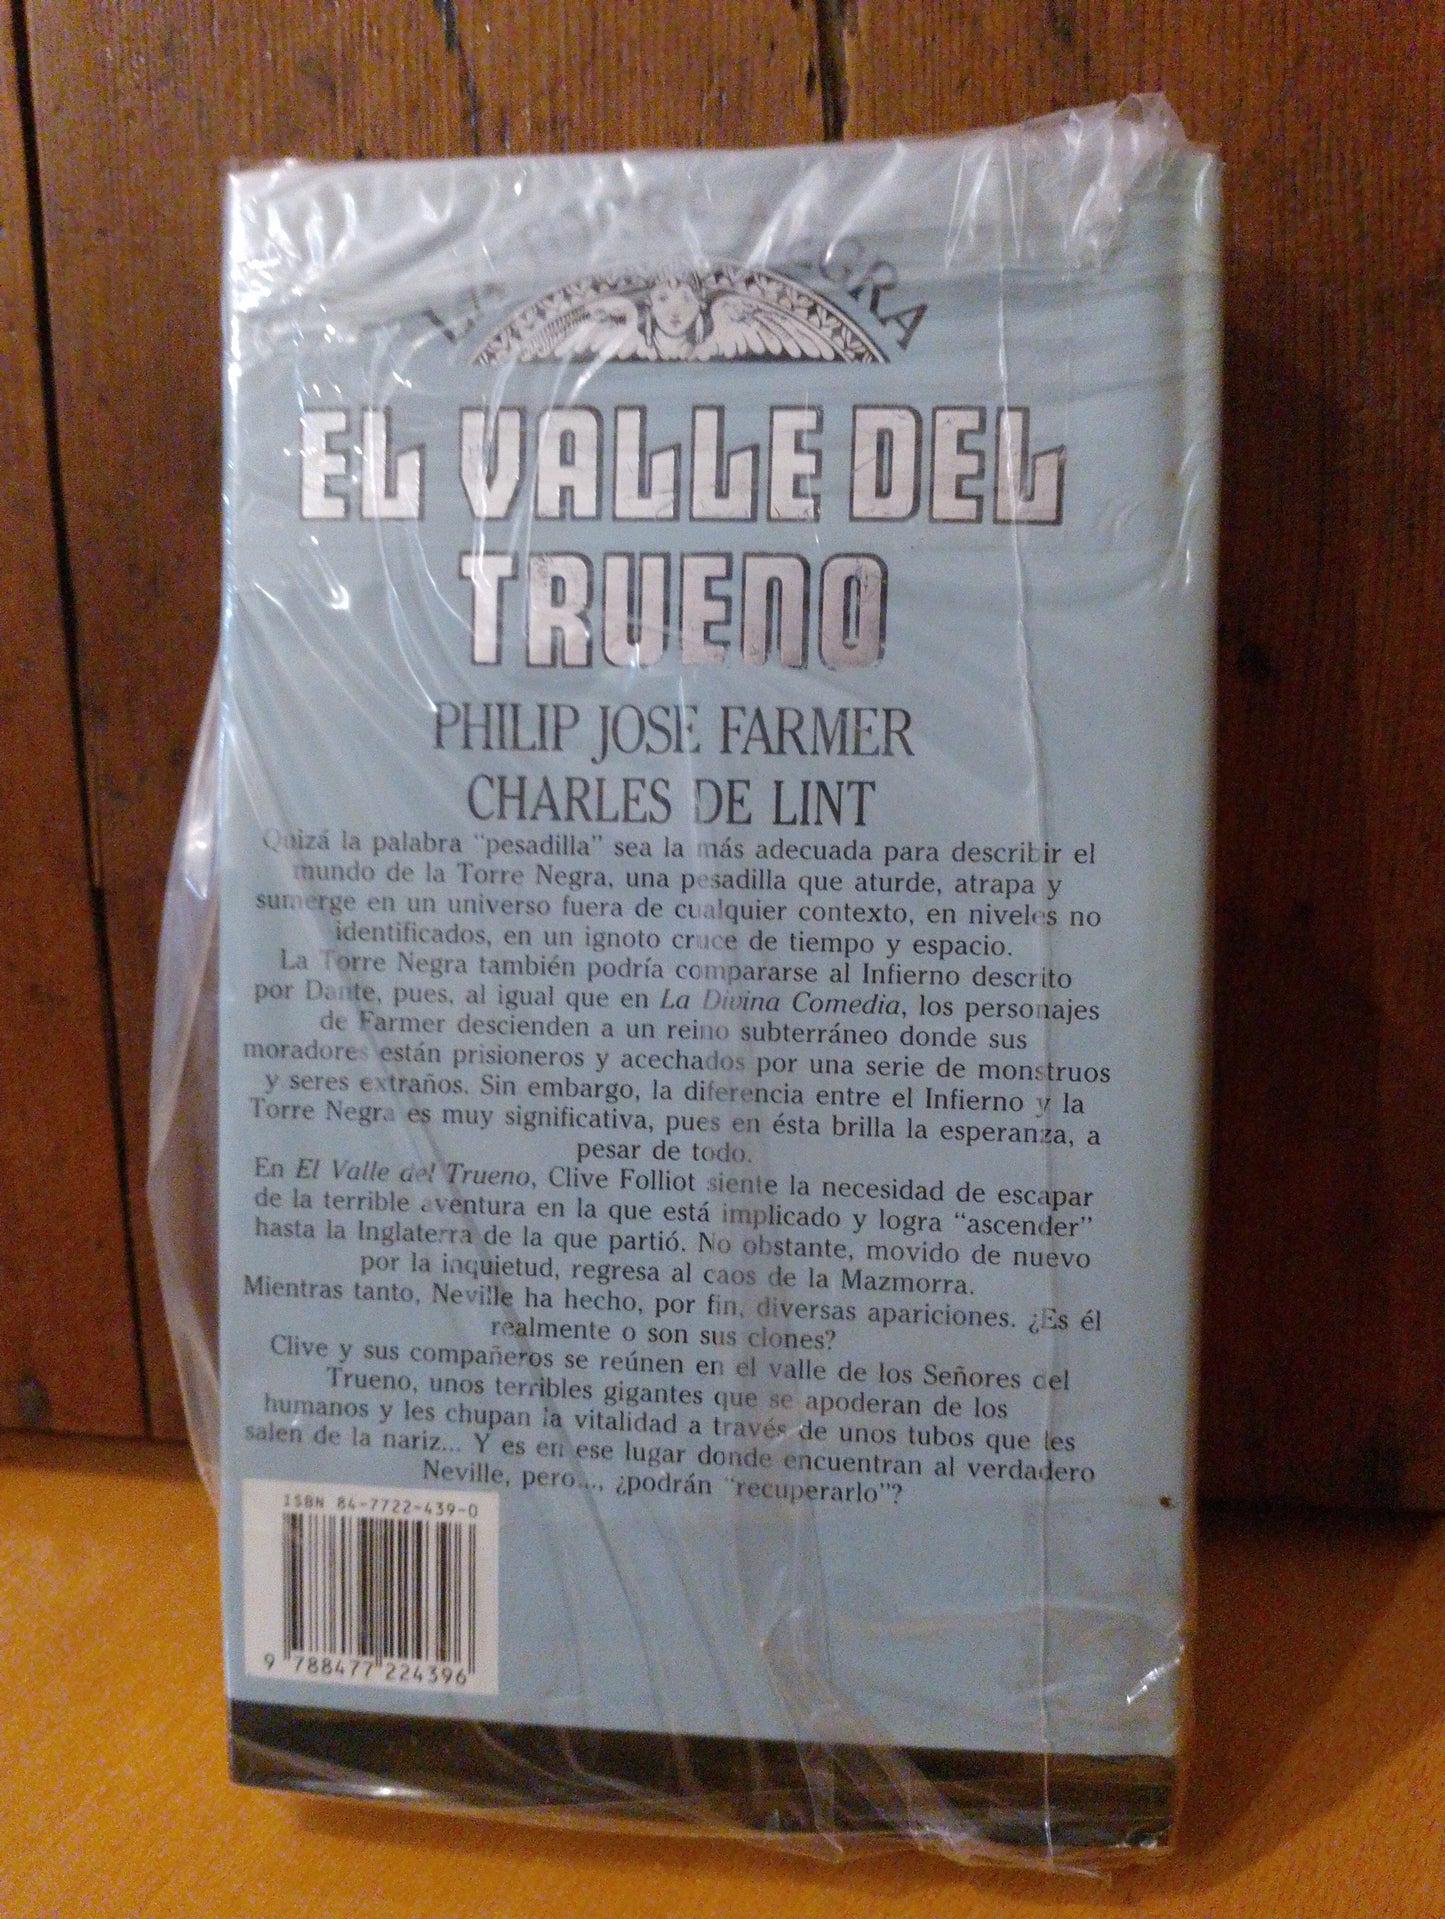 LA TORRE NEGRA
EL VALLE DEL
TRUENO
PHILIP JOSE FARMER
CHARLES DE LINT
Quizá la palabra "pesadilla" sea la más adecuada para describir el
mundo de la Torre Negra, una pesadilla que aturde, atrapa y
sumerge en un universo fuera de cualquier contexto, en niveles no
identificados, en un ignoto cruce de tiempo y espacio.
La Torre Negra también podría compararse al Infierno descrito
por Dante, pues, al igual que en La Divina Comedia, los personajes
de Farmer descienden a un reino subterráneo donde sus
moradores están prisioneros y acechados por una serie de monstruos
y seres extraños. Sin embargo, la diferencia entre el Infierno y la
Torre Negra es muy significativa, pues en ésta brilla la esperanza, a
pesar de todo.
En El Valle del Trueno, Clive Folliot siente la necesidad de escapar
de la terrible aventura en la que está implicado y logra "ascender"
hasta la Inglaterra de la que partió. No obstante, movido de nuevo
por la inquietud, regresa al caos de la Mazmorra.
Mientras tanto, Neville ha hecho, por fin, diversas apariciones. ¿Es él
realmente o son sus clones?
Clive y sus compañeros se reúnen en el valle de los Señores del
Trueno, unos terribles gigantes que se apoderan de los
humanos y les chupan la vitalidad a través de unos tubos que les
salen de la nariz... Y es en ese lugar donde encuentran al verdadero
Neville, pero..., ¿podrán "recuperarlo"?
ISBN 84-7722-439-0
9 788477 224396